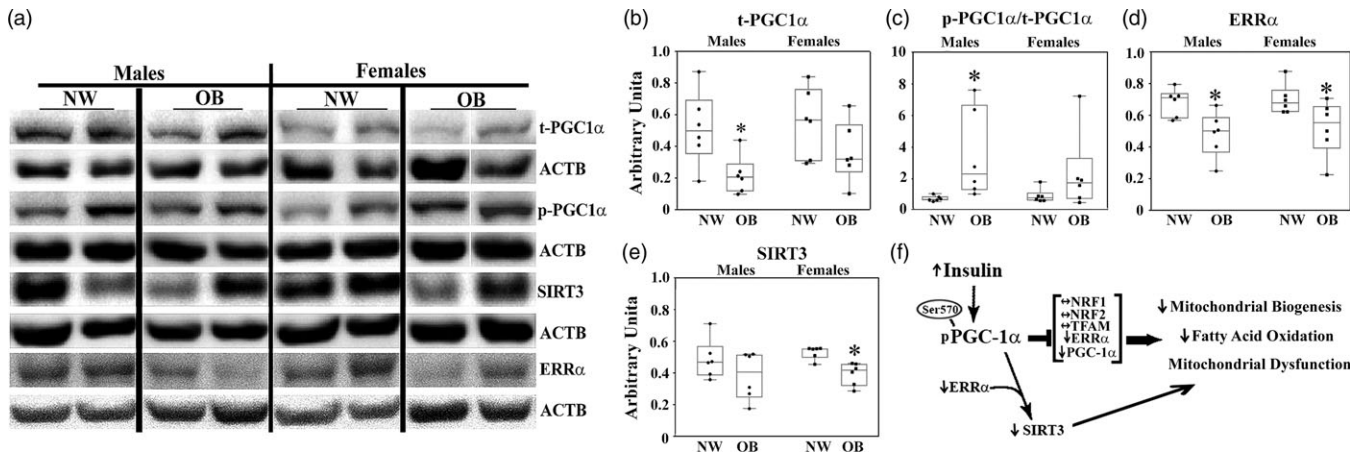 (a)
Males Females
NW OB NW OB
t-PGC1α
ACTB
p-PGC1α
ACTB
SIRT3
ACTB
ERRα
ACTB
(b)
t-PGC1α
Males Females
Arbitrary Unita
1.0
0.8
0.6
0.4
0.2
0
*
NW OB NW OB
(c)
p-PGC1α/t-PGC1α
Males Females
10
8
6
4
2
0
*
NW OB NW OB
(d)
ERRα
Males Females
1.0
0.8
0.6
0.4
0.2
0
* *
NW OB NW OB
(e)
SIRT3
Males Females
Arbitrary Unita
1.0
0.8
0.6
0.4
0.2
0
*
NW OB NW OB
(f)
↑Insulin
Ser570
pPGC-1α
↔NRF1
↔NRF2
↔TFAM
↓ERRα
↓PGC-1α
↓Mitochondrial Biogenesis
↓Fatty Acid Oxidation
Mitochondrial Dysfunction
↓ERRα
↓SIRT3